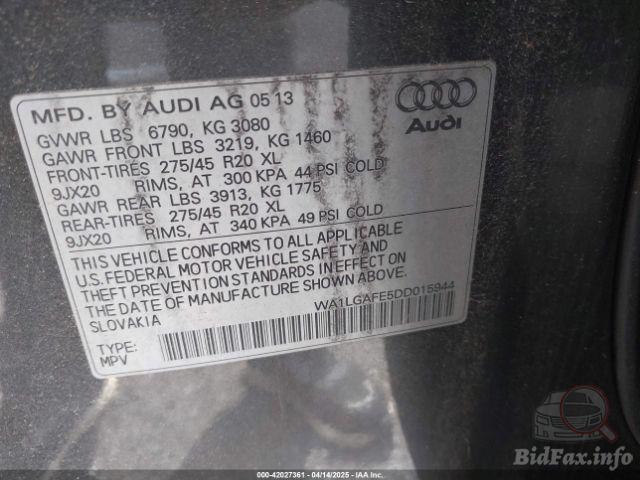 MFD. BY AUDI AG 05 13
Audi
GVWR LBS 6790, KG 3080
GAWR FRONT LBS 3219, KG 1460
FRONT-TIRES 275/45 R20 XL
9JX20 RIMS, AT 300 KPA 44 PSI COLD
GAWR REAR LBS 3913, KG 1775
REAR-TIRES 275/45 R20 XL
9JX20 RIMS, AT 340 KPA 49 PSI COLD
THIS VEHICLE CONFORMS TO ALL APPLICABLE
U.S. FEDERAL MOTOR VEHICLE SAFETY AND
THEFT PREVENTION STANDARDS IN EFFECT ON
THE DATE OF MANUFACTURE SHOWN ABOVE.
SLOVAKIA
WA1LGAFE5DD015944
TYPE:
MPV
BidFax.info
000-42027361 - 04/14/2025 - IAA Inc.